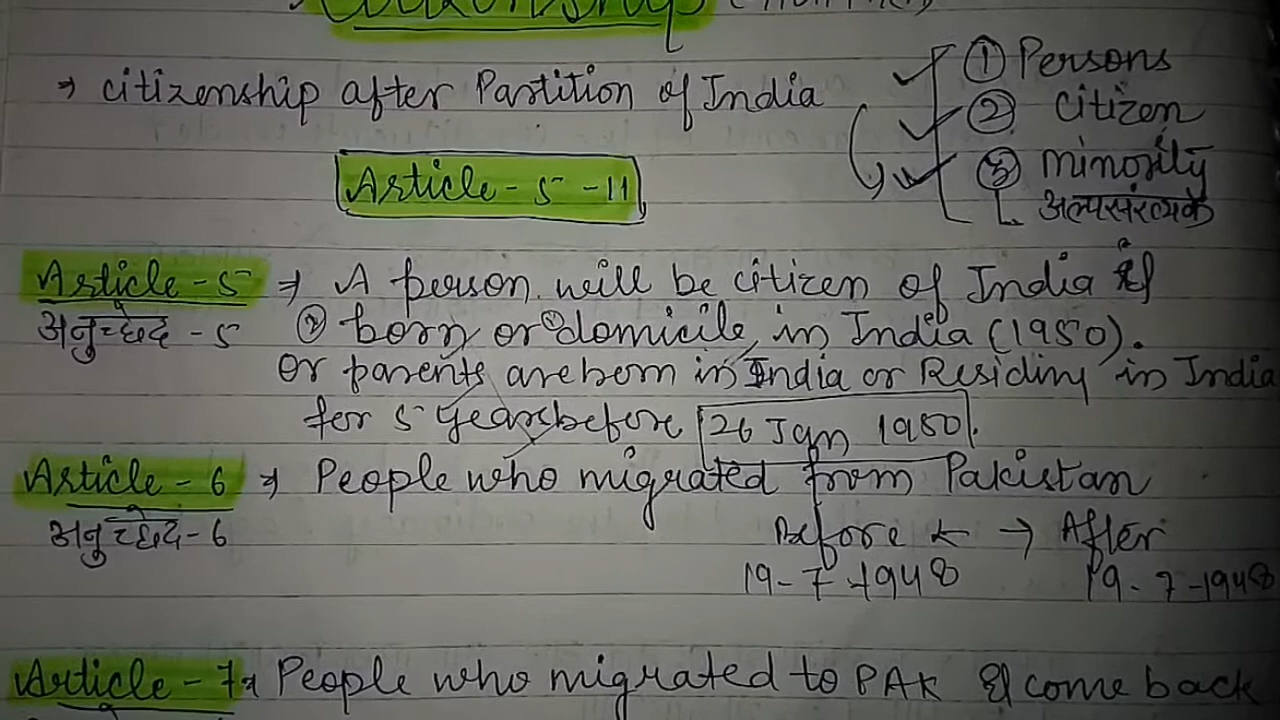 Citizenship
⇒ citizenship after Partition of India
① Persons
② citizen
③ minority
अल्पसंख्यक
Article - 5 - 11
Article - 5 ⇒ A person will be citizen of India if
अनुच्छेद - 5 ② born or ① domicile in India (1950).
or parents are born in India or Residing in India
for 5 years before 26 Jan 1950.
Article - 6 ⇒ People who migrated from Pakistan
अनुच्छेद - 6 Before ← → After
19-7-1948 19-7-1948
Article - 7 ⇒ People who migrated to PAK & come back